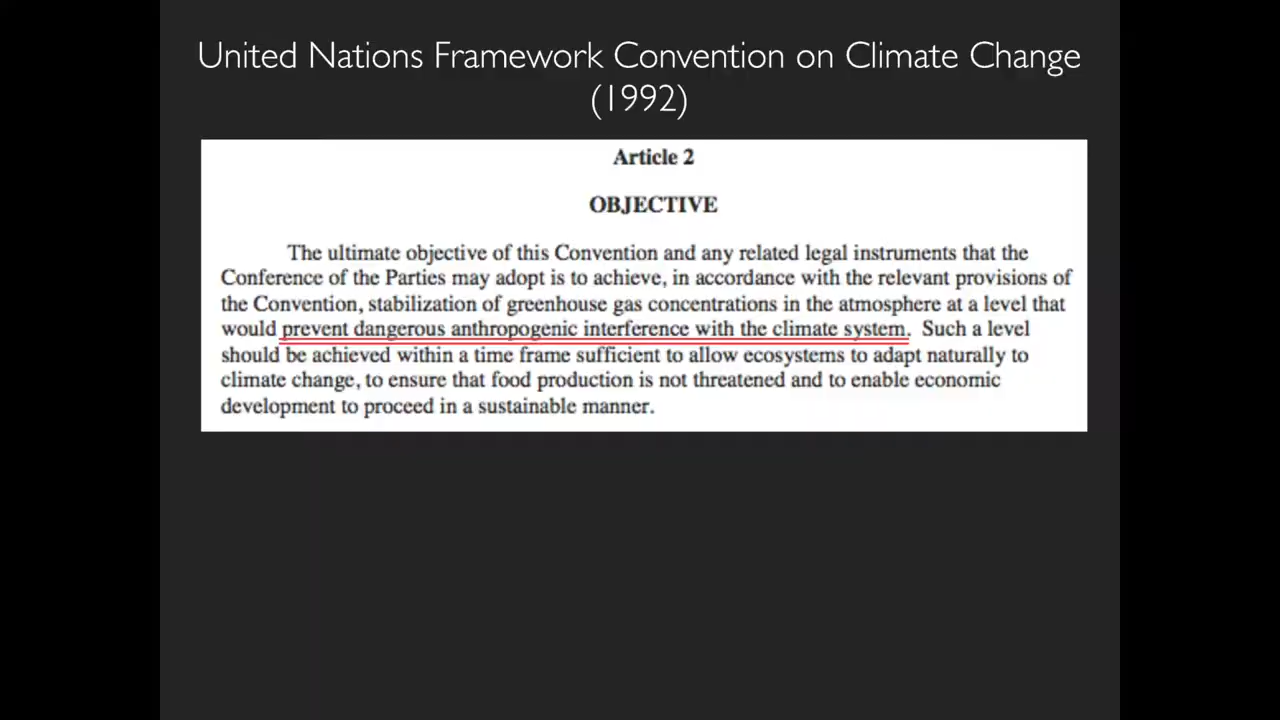 United Nations Framework Convention on Climate Change
(1992)
Article 2
OBJECTIVE
The ultimate objective of this Convention and any related legal instruments that the
Conference of the Parties may adopt is to achieve, in accordance with the relevant provisions of
the Convention, stabilization of greenhouse gas concentrations in the atmosphere at a level that
would prevent dangerous anthropogenic interference with the climate system. Such a level
should be achieved within a time frame sufficient to allow ecosystems to adapt naturally to
climate change, to ensure that food production is not threatened and to enable economic
development to proceed in a sustainable manner.